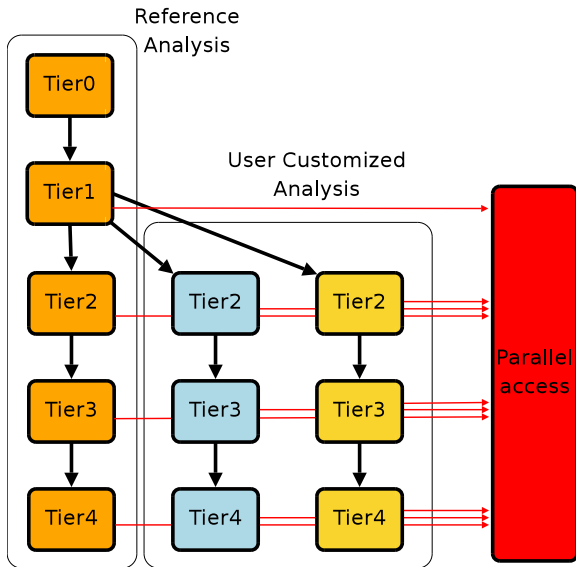 Reference
Analysis
Tier0
Tier1
User Customized
Analysis
Tier2
Tier2
Tier2
Parallel
access
Tier3
Tier3
Tier3
Tier4
Tier4
Tier4